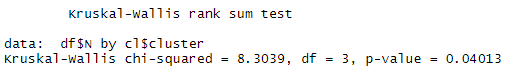 Kruskal-Wallis rank sum test
data:  df$N by cl$cluster
Kruskal-Wallis chi-squared = 8.3039, df = 3, p-value = 0.04013